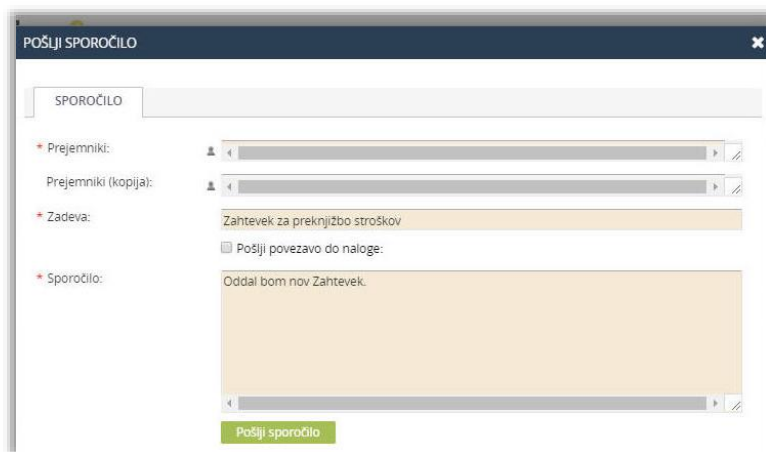 POŠLJI SPOROČILO
SPOROČILO
* Prejemniki:
Prejemniki (kopija):
* Zadeva:
Zahtevek za preknjižbo stroškov
Pošlji povezavo do naloge:
* Sporočilo:
Oddal bom nov Zahtevek.
Pošlji sporočilo